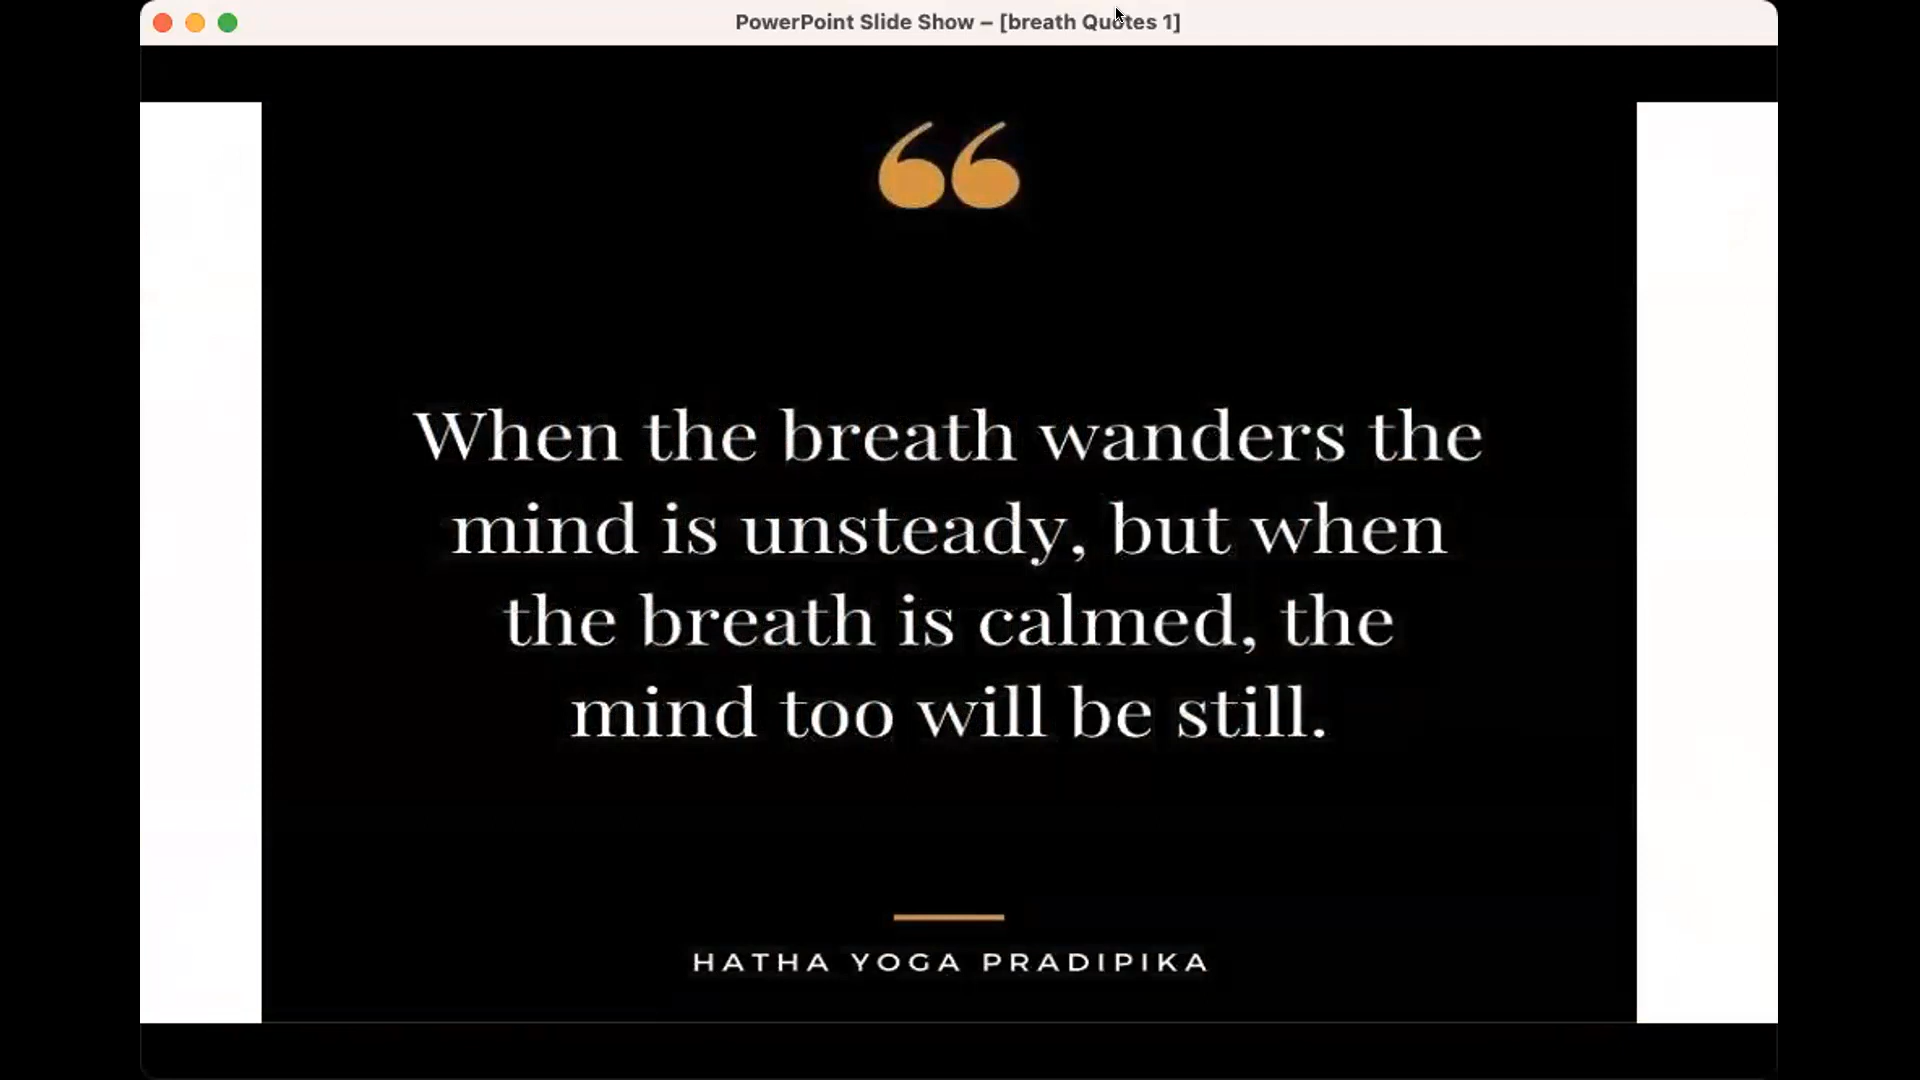 PowerPoint Slide Show – [breath Quotes 1]
“
When the breath wanders the
mind is unsteady, but when
the breath is calmed, the
mind too will be still.
HATHA YOGA PRADIPIKA